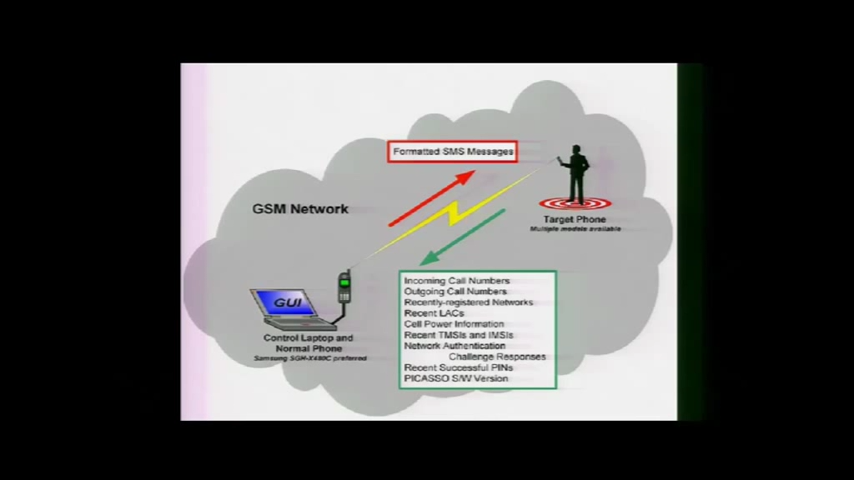 Formatted SMS Messages
GSM Network
Target Phone
Multiple models available
GUI
Control Laptop and
Normal Phone
Samsung SGH-X480C preferred
Incoming Call Numbers
Outgoing Call Numbers
Recently-registered Networks
Recent LACs
Cell Power Information
Recent TMSIs and IMSIs
Network Authentication
Challenge Responses
Recent Successful PINs
PICASSO S/W Version